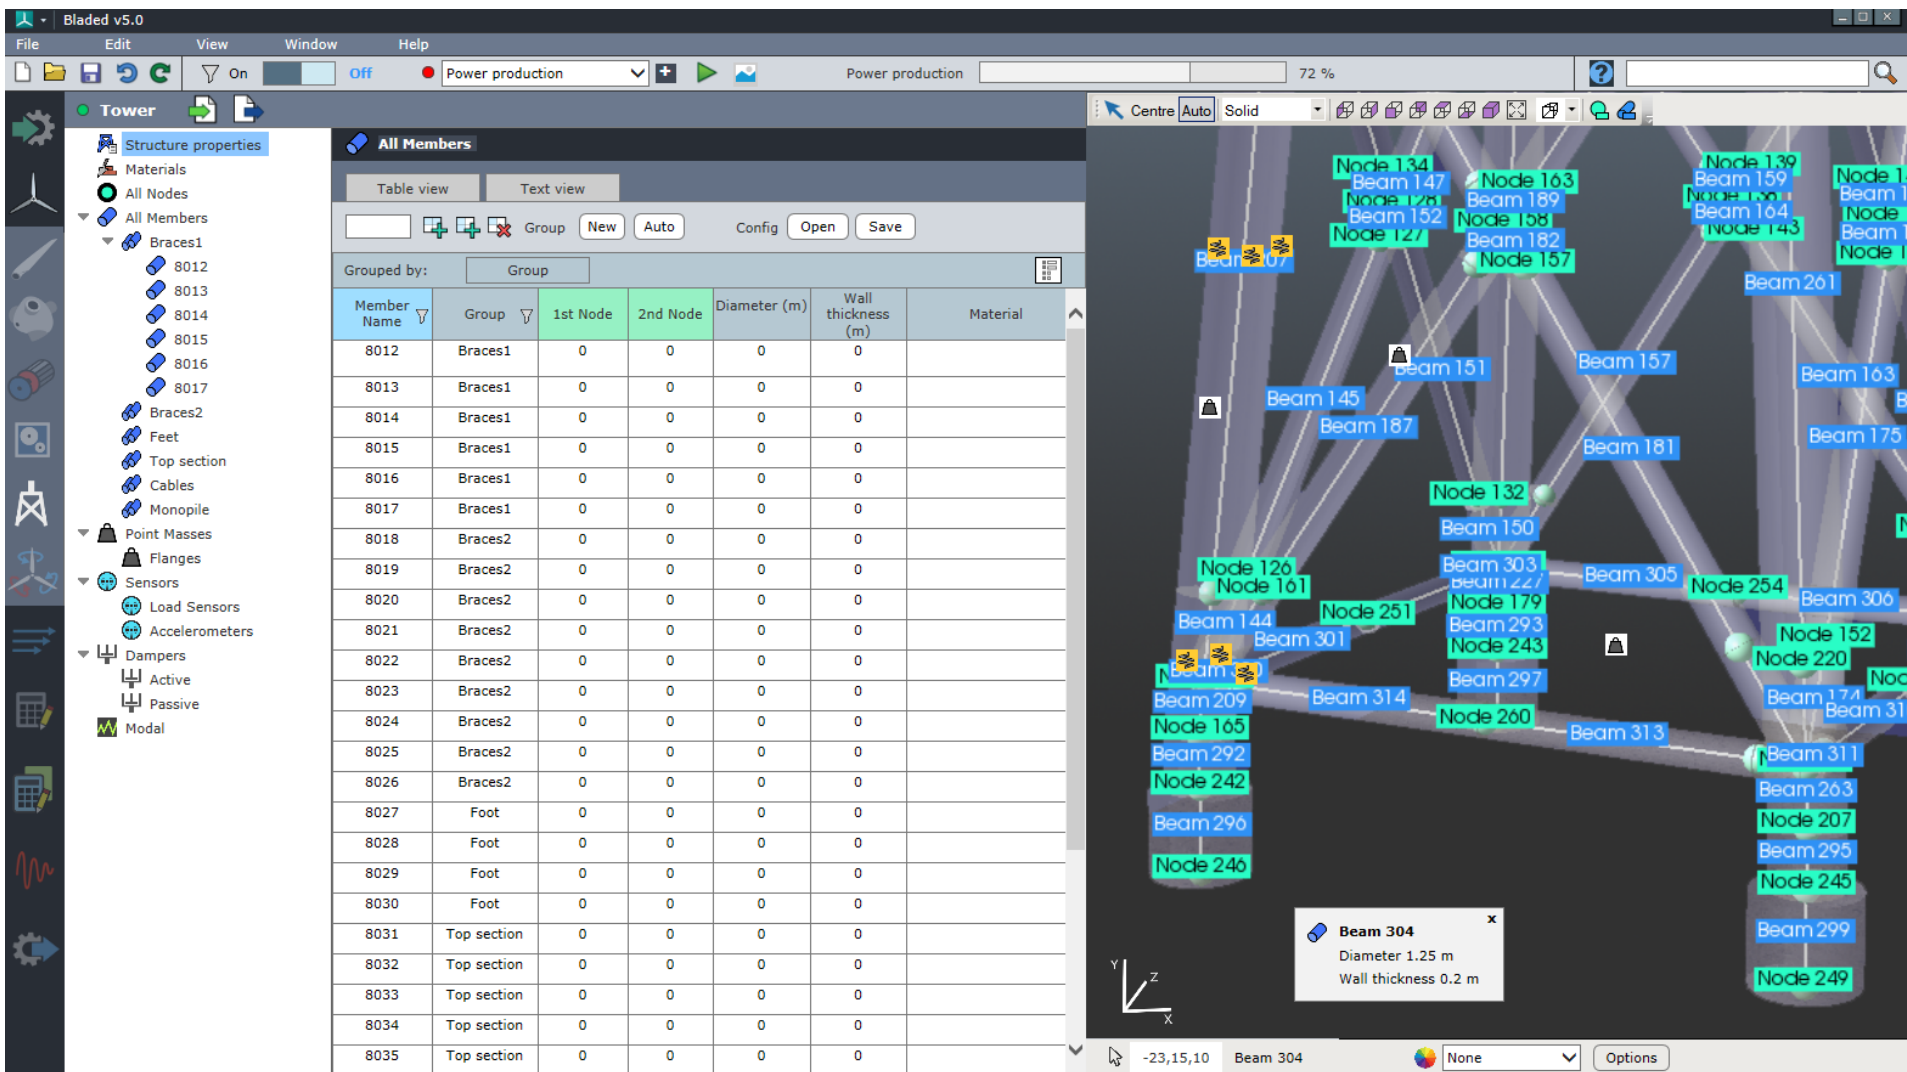 Bladed v5.0
File Edit View Window Help
On Off Power production Power production 72 %
Tower
Structure properties
Materials
All Nodes
All Members
Braces1
8012
8013
8014
8015
8016
8017
Braces2
Feet
Top section
Cables
Monopile
Point Masses
Flanges
Sensors
Load Sensors
Accelerometers
Dampers
Active
Passive
Modal
All Members
Table view Text view
Group New Auto Config Open Save
Grouped by: Group
Member Name Group 1st Node 2nd Node Diameter (m) Wall thickness (m) Material
8012 Braces1 0 0 0 0
8013 Braces1 0 0 0 0
8014 Braces1 0 0 0 0
8015 Braces1 0 0 0 0
8016 Braces1 0 0 0 0
8017 Braces1 0 0 0 0
8018 Braces2 0 0 0 0
8019 Braces2 0 0 0 0
8020 Braces2 0 0 0 0
8021 Braces2 0 0 0 0
8022 Braces2 0 0 0 0
8023 Braces2 0 0 0 0
8024 Braces2 0 0 0 0
8025 Braces2 0 0 0 0
8026 Braces2 0 0 0 0
8027 Foot 0 0 0 0
8028 Foot 0 0 0 0
8029 Foot 0 0 0 0
8030 Foot 0 0 0 0
8031 Top section 0 0 0 0
8032 Top section 0 0 0 0
8033 Top section 0 0 0 0
8034 Top section 0 0 0 0
8035 Top section 0 0 0 0
Centre Auto Solid
Node 134
Beam 147
Node 128
Beam 152
Node 127
Node 163
Beam 189
Node 158
Beam 182
Node 157
Node 139
Beam 159
Beam 164
Node 143
Node
Beam 261
Beam 151
Beam 157
Beam 163
Beam 145
Beam 187
Beam 181
Beam 175
Node 132
Beam 150
Beam 303
Beam 227
Node 179
Beam 293
Node 243
Beam 297
Node 260
Beam 305
Node 254
Beam 306
Node 126
Node 161
Node 251
Beam 144
Beam 301
Node 152
Node 220
Beam 174
Beam 209
Node 165
Beam 292
Node 242
Beam 296
Node 246
Beam 314
Beam 313
Beam 311
Beam 263
Node 207
Beam 295
Node 245
Beam 299
Node 249
x
Beam 304
Diameter 1.25 m
Wall thickness 0.2 m
Y
Z
X
-23,15,10 Beam 304 None Options